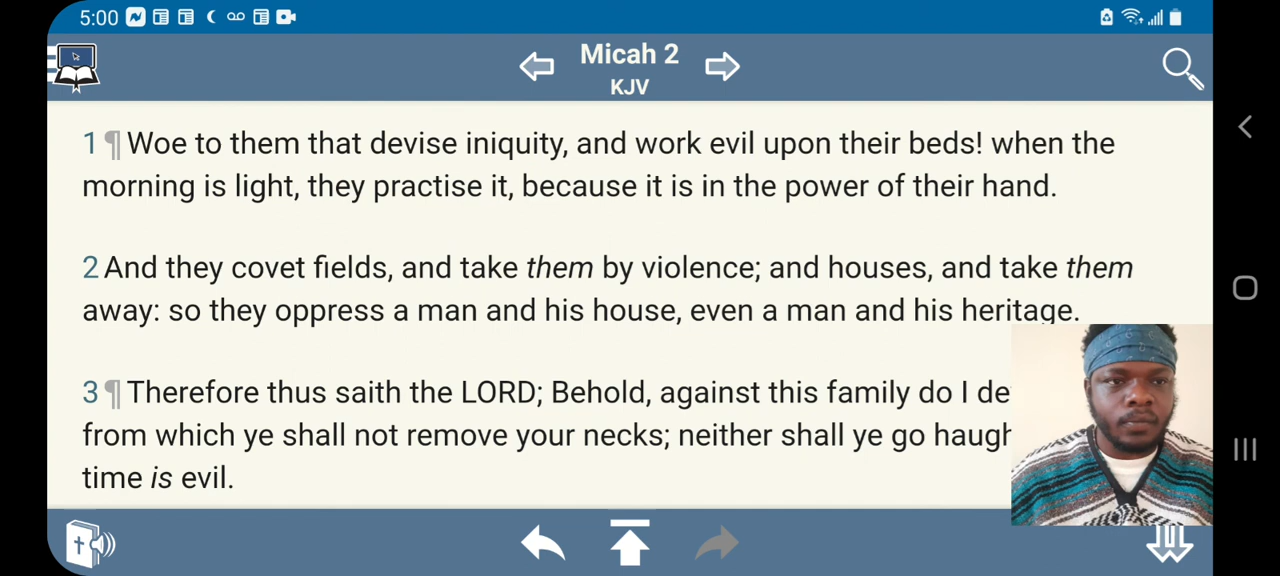 5:00
Micah 2
KJV
1 ¶ Woe to them that devise iniquity, and work evil upon their beds! when the
morning is light, they practise it, because it is in the power of their hand.
2 And they covet fields, and take them by violence; and houses, and take them
away: so they oppress a man and his house, even a man and his heritage.
3 ¶ Therefore thus saith the LORD; Behold, against this family do I
from which ye shall not remove your necks; neither shall ye go
time is evil.